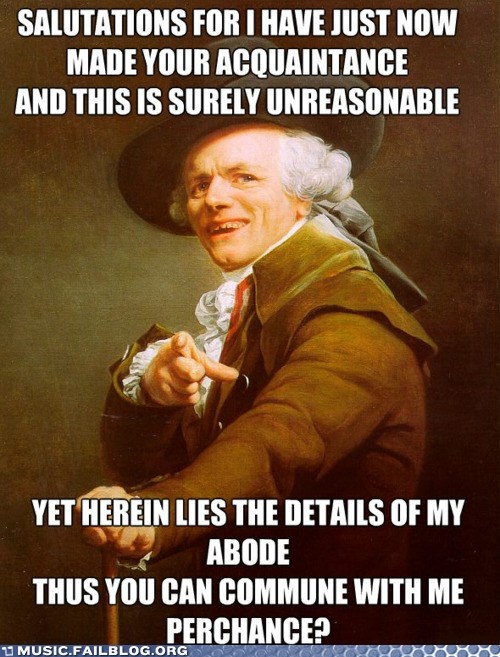 SALUTATIONS FOR I HAVE JUST NOW
MADE YOUR ACQUAINTANCE
AND THIS IS SURELY UNREASONABLE
YET HEREIN LIES THE DETAILS OF MY
ABODE
THUS YOU CAN COMMUNE WITH ME
PERCHANCE?
MUSIC.FAILBLOG.ORG